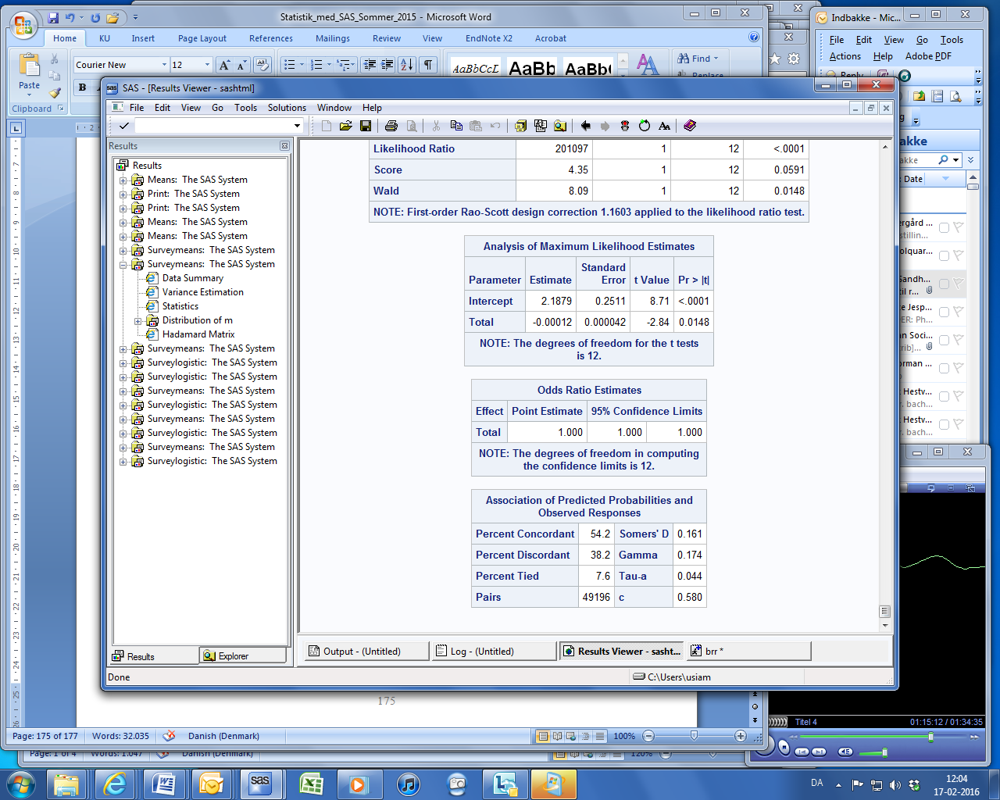 Statistik_med_SAS_Sommer_2015 - Microsoft Word
Home KU Insert Page Layout References Mailings Review View EndNote X2 Acrobat
Paste
Clipboard
Courier New 12
AaBbCcL AaBb( AaBb(
Find
Replace
Indbakke - Mic...
File Edit View Go Tools
Actions Help Adobe PDF
Reply
SAS - [Results Viewer - sashtml]
File Edit View Go Tools Solutions Window Help
Results
Results
Means: The SAS System
Print: The SAS System
Print: The SAS System
Means: The SAS System
Means: The SAS System
Surveymeans: The SAS System
Surveymeans: The SAS System
Data Summary
Variance Estimation
Statistics
Distribution of m
Hadamard Matrix
Surveymeans: The SAS System
Surveylogistic: The SAS System
Surveylogistic: The SAS System
Surveymeans: The SAS System
Surveylogistic: The SAS System
Surveymeans: The SAS System
Surveylogistic: The SAS System
Surveymeans: The SAS System
Surveylogistic: The SAS System
Results Explorer
Likelihood Ratio 201097 1 12 <.0001
Score 4.35 1 12 0.0591
Wald 8.09 1 12 0.0148
NOTE: First-order Rao-Scott design correction 1.1603 applied to the likelihood ratio test.
Analysis of Maximum Likelihood Estimates
Parameter Estimate Standard Error t Value Pr > |t|
Intercept 2.1879 0.2511 8.71 <.0001
Total -0.00012 0.000042 -2.84 0.0148
NOTE: The degrees of freedom for the t tests
is 12.
Odds Ratio Estimates
Effect Point Estimate 95% Confidence Limits
Total 1.000 1.000 1.000
NOTE: The degrees of freedom in computing
the confidence limits is 12.
Association of Predicted Probabilities and
Observed Responses
Percent Concordant 54.2 Somers' D 0.161
Percent Discordant 38.2 Gamma 0.174
Percent Tied 7.6 Tau-a 0.044
Pairs 49196 c 0.580
Output - (Untitled) Log - (Untitled) Results Viewer - sasht... brr *
Done C:\Users\usiam
bakke
Date
175
Page: 175 of 177 Words: 32.035 Danish (Denmark) 100%
Page: 1 of 4 Words: 1.047 Danish (Denmark) 120%
Titel 4 01:15:12 / 01:34:35
DA 12:04
17-02-2016